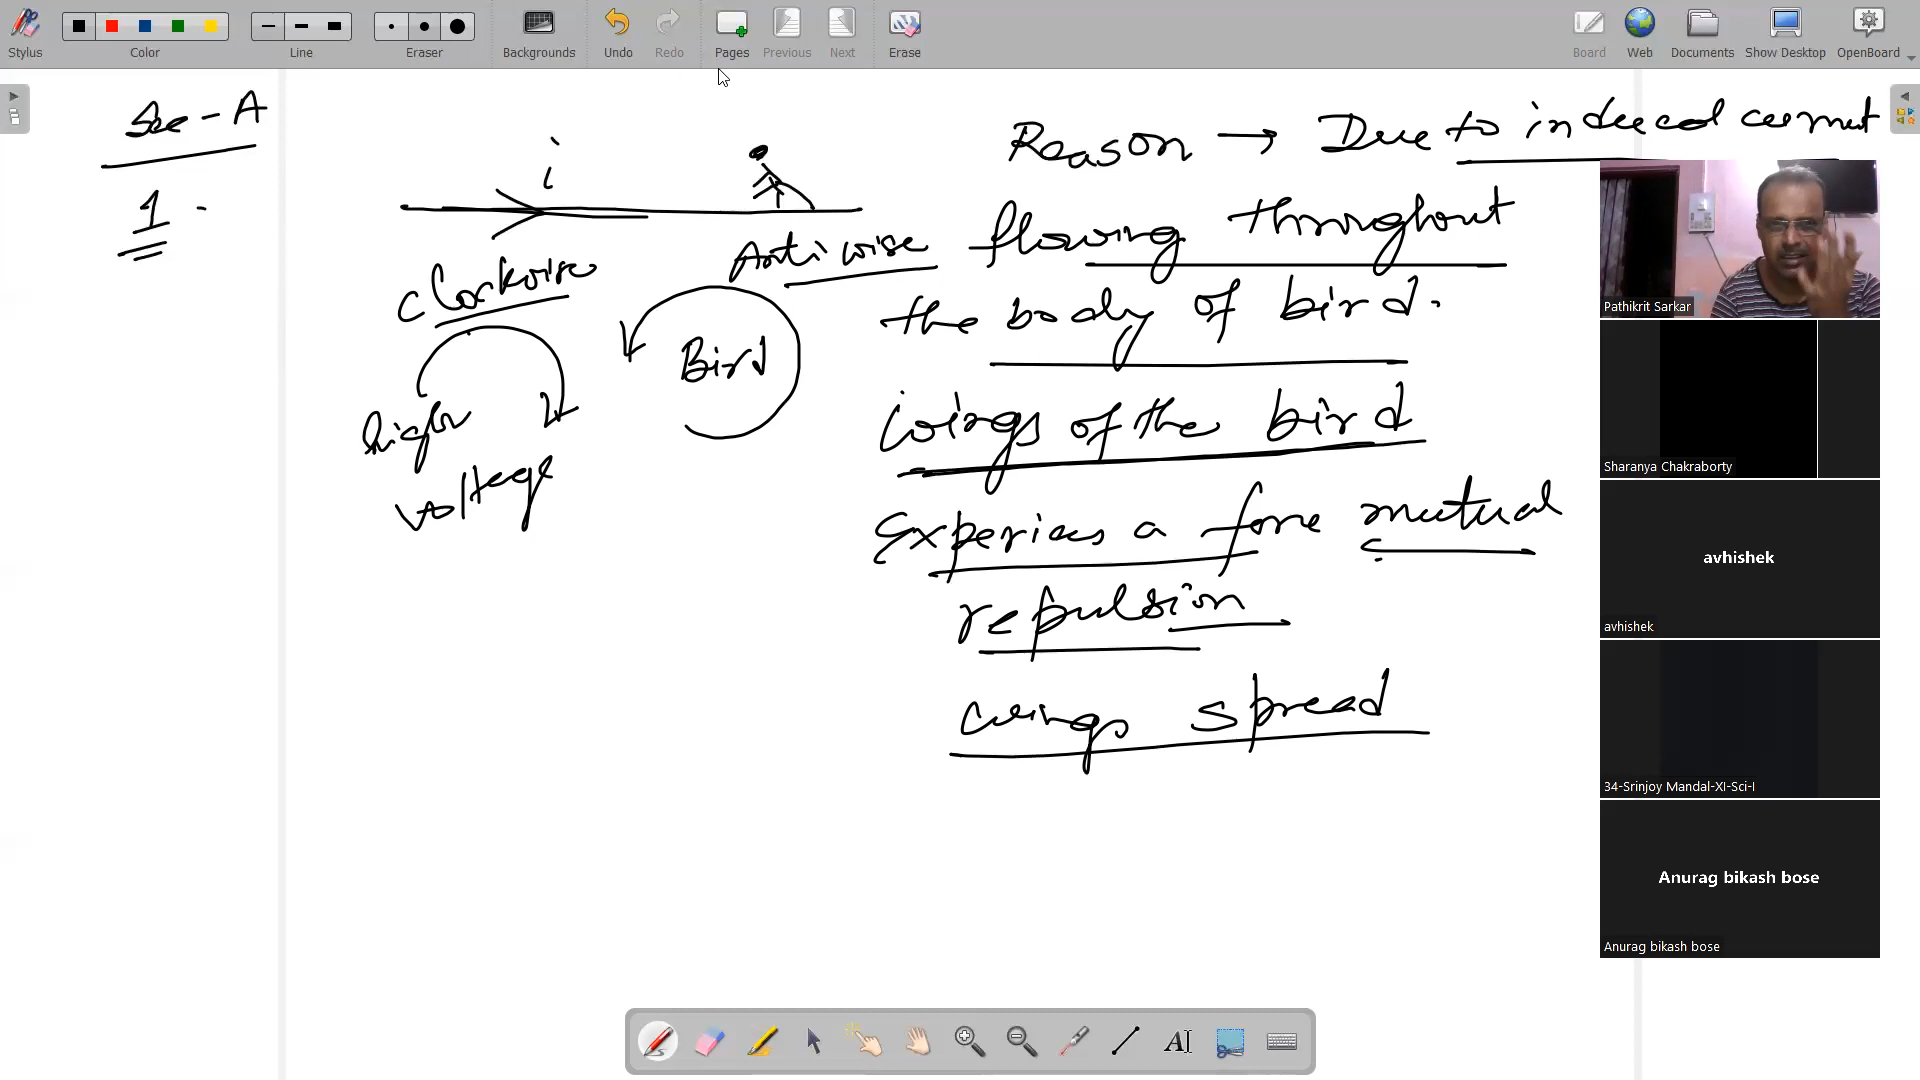 Stylus
Color
Line
Eraser
Backgrounds
Undo
Redo
Pages
Previous
Next
Erase
Board
Web
Documents
Show Desktop
OpenBoard
Sec-A
1.
i
Clockwise
high
voltage
Anti wise
Bird
Reason → Due to induced current
flowing throughout
the body of bird.
wings of the bird
Experices a force mutual
repulsion
wings spread
Pathikrit Sarkar
Sharanya Chakraborty
avhishek
avhishek
34-Srinjoy Mandal-XI-Sci-I
Anurag bikash bose
Anurag bikash bose